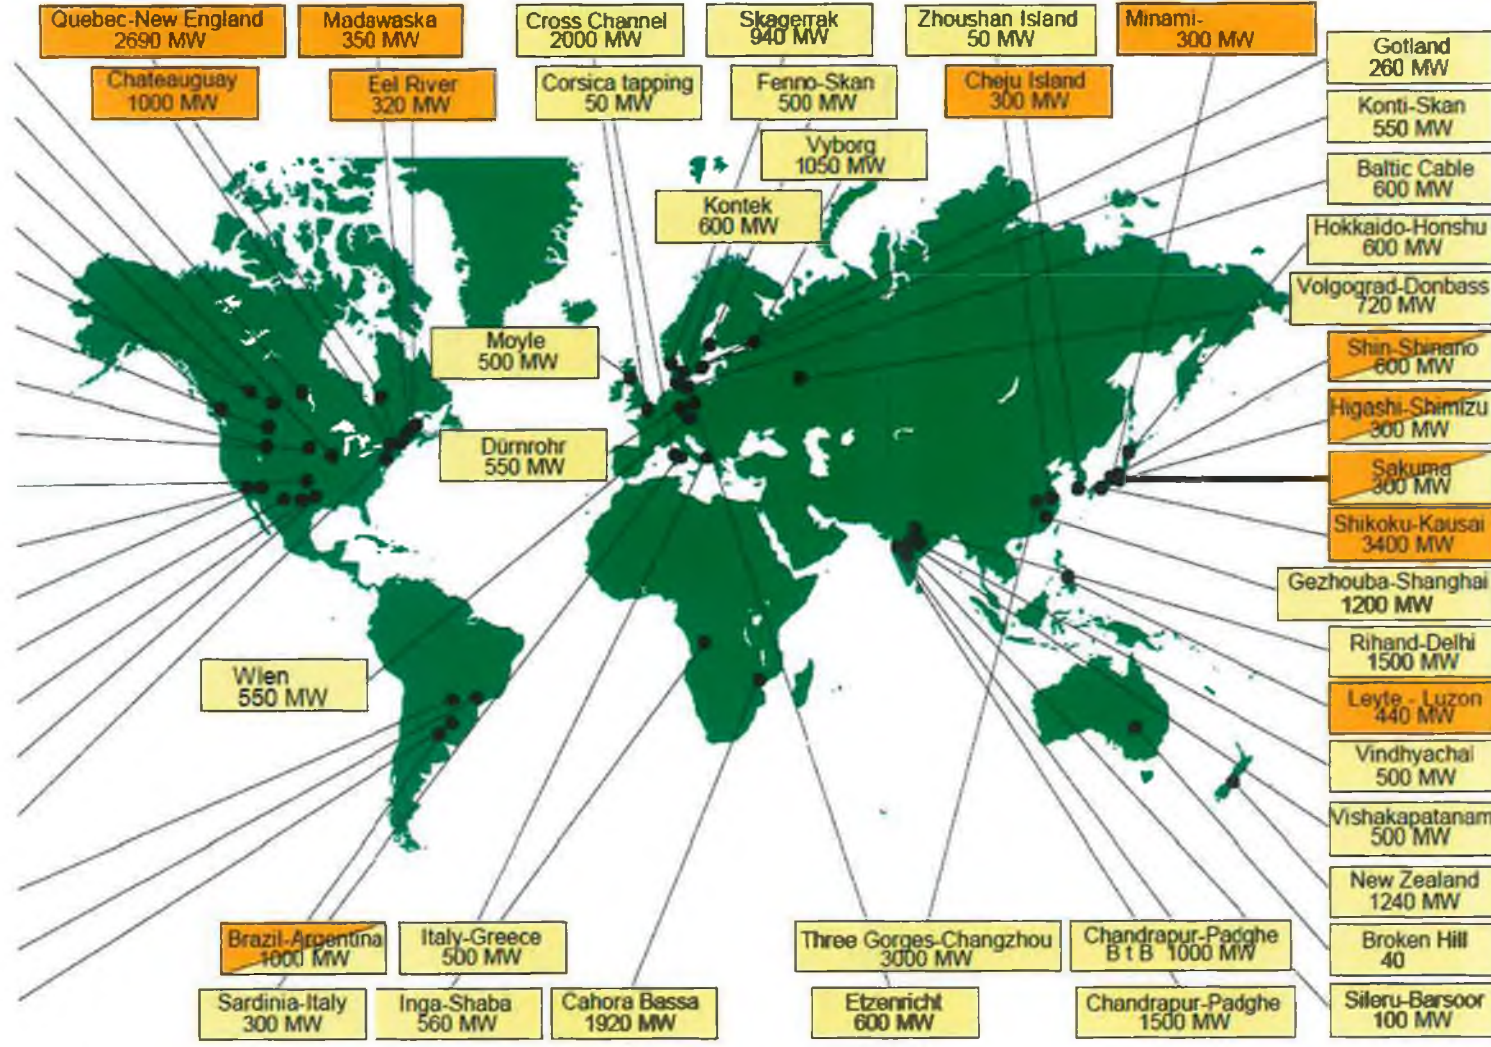 Quebec-New England
2690 MW
Madawaska
350 MW
Cross Channel
2000 MW
Skagerrak
940 MW
Zhoushan Island
50 MW
Minami-
300 MW
Gotland
260 MW
Chateauguay
1000 MW
Eel River
320 MW
Corsica tapping
50 MW
Fenno-Skan
500 MW
Cheju Island
300 MW
Konti-Skan
550 MW
Vyborg
1050 MW
Baltic Cable
600 MW
Kontek
600 MW
Hokkaido-Honshu
600 MW
Volgograd-Donbass
720 MW
Moyle
500 MW
Shin-Shinano
600 MW
Higashi-Shimizu
300 MW
Dürnrohr
550 MW
Sakuma
300 MW
Shikoku-Kausai
3400 MW
Gezhouba-Shanghai
1200 MW
Rihand-Delhi
1500 MW
Wien
550 MW
Leyte - Luzon
440 MW
Vindhyachai
500 MW
Vishakapatanam
500 MW
New Zealand
1240 MW
Brazil-Argentina
1000 MW
Italy-Greece
500 MW
Three Gorges-Changzhou
3000 MW
Chandrapur-Padghe
B t B 1000 MW
Broken Hill
40
Sardinia-Italy
300 MW
Inga-Shaba
560 MW
Cahora Bassa
1920 MW
Etzenricht
600 MW
Chandrapur-Padghe
1500 MW
Sileru-Barsoor
100 MW